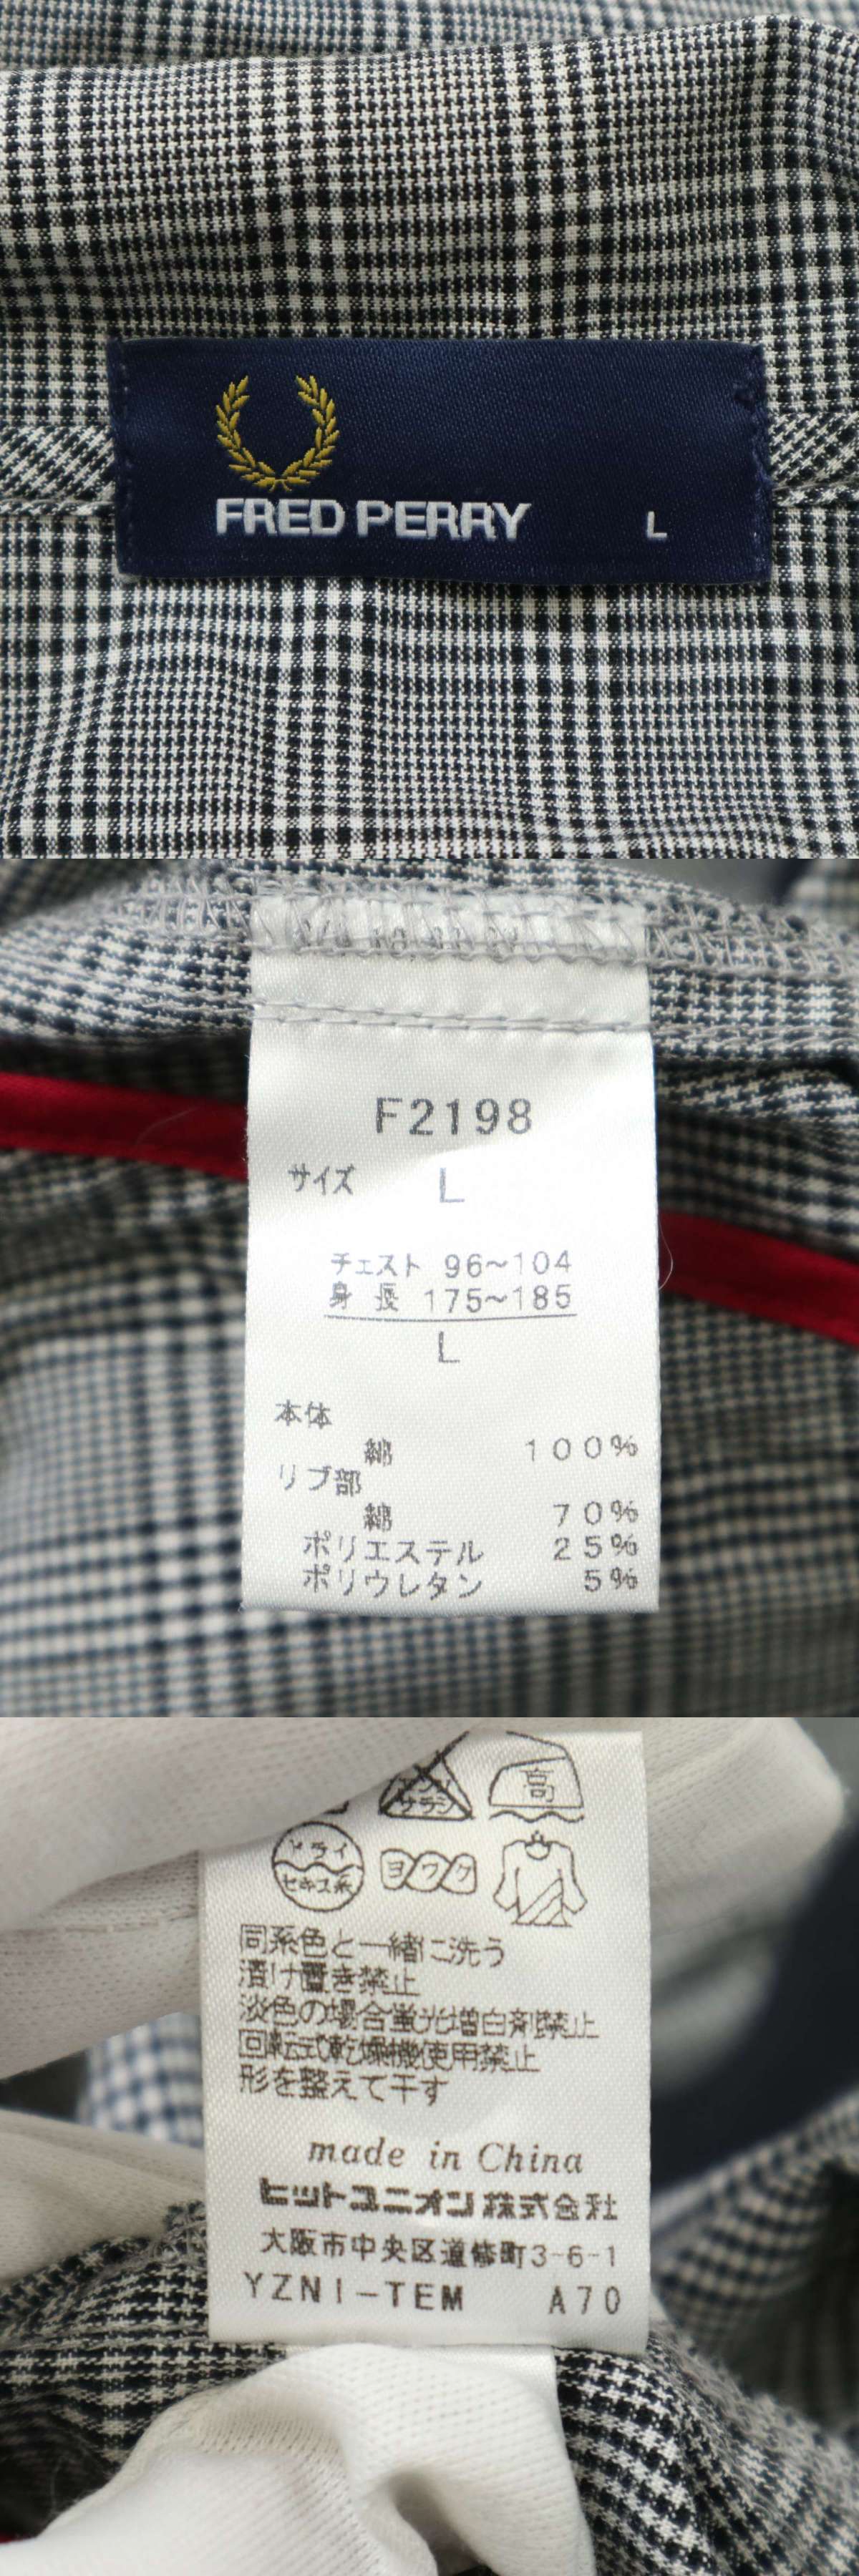 FRED PERRY L
F2198
サイズ L
チェスト 96~104
身長 175~185
L
本体
綿 100%
リブ部
綿 70%
ポリエステル 25%
ポリウレタン 5%
エンソ
サラシ
高
ドライ
セキユ系
ヨワク
同系色と一緒に洗う
漬け置き禁止
淡色の場合蛍光増白剤禁止
回転式乾燥機使用禁止
形を整えて干す
made in China
ヒットユニオン株式会社
大阪市中央区道修町3-6-1
YZNI-TEM A70